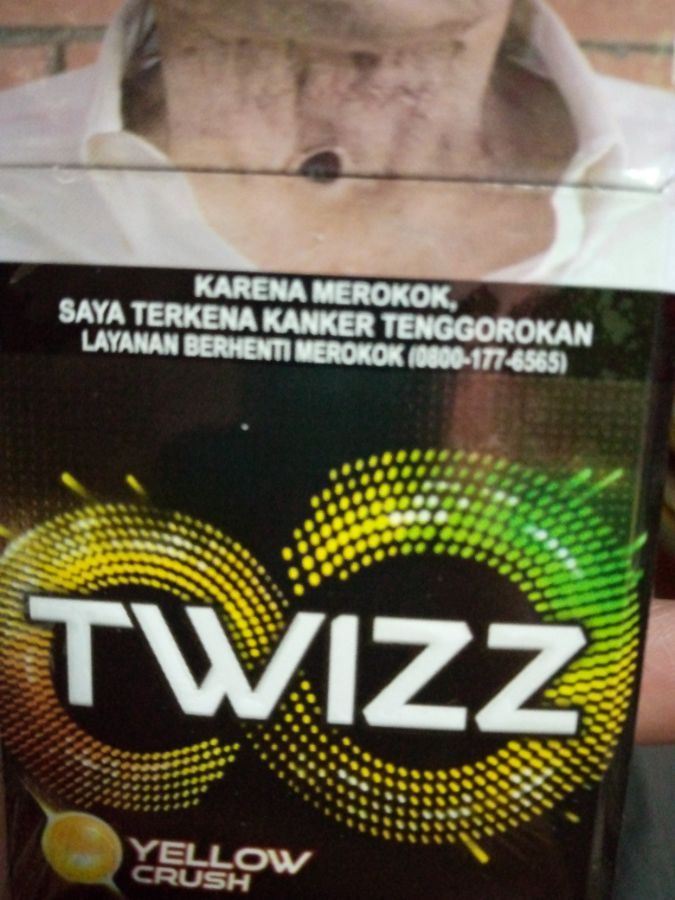 KARENA MEROKOK,
SAYA TERKENA KANKER TENGGOROKAN
LAYANAN BERHENTI MEROKOK (0800-177-6565)
TWIZZ
YELLOW
CRUSH